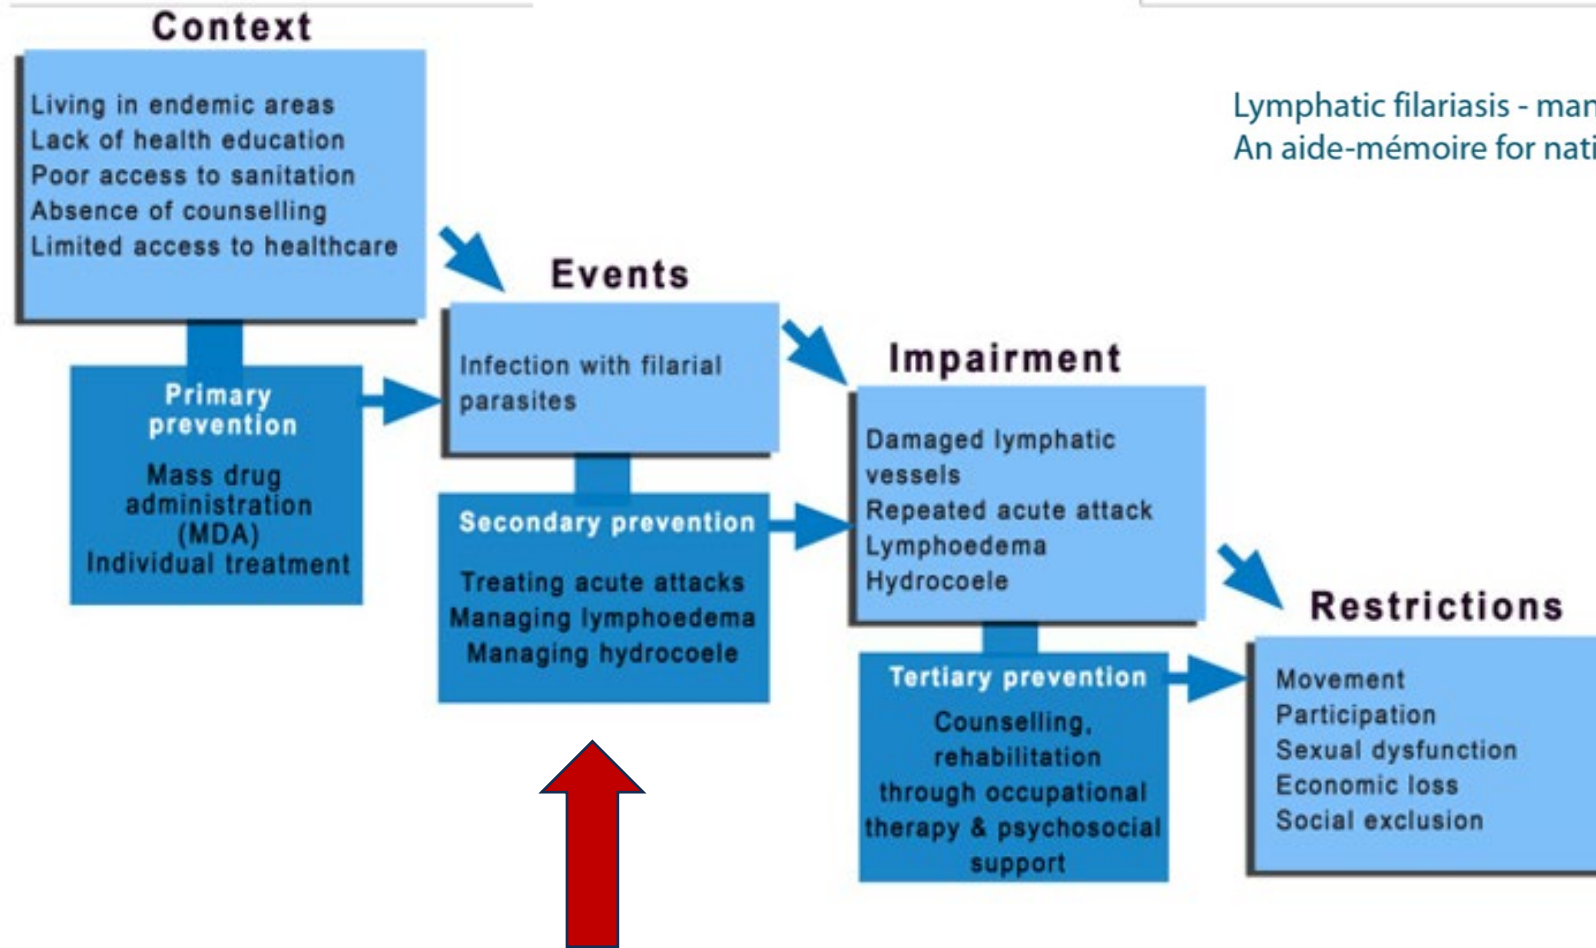 Context
Living in endemic areas
Lack of health education
Poor access to sanitation
Absence of counselling
Limited access to healthcare
Lymphatic filariasis - man
An aide-mémoire for nati
Primary
prevention
Mass drug
administration
(MDA)
Individual treatment
Events
Infection with filarial
parasites
Secondary prevention
Treating acute attacks
Managing lymphoedema
Managing hydrocoele
Impairment
Damaged lymphatic
vessels
Repeated acute attack
Lymphoedema
Hydrocoele
Tertiary prevention
Counselling,
rehabilitation
through occupational
therapy & psychosocial
support
Restrictions
Movement
Participation
Sexual dysfunction
Economic loss
Social exclusion